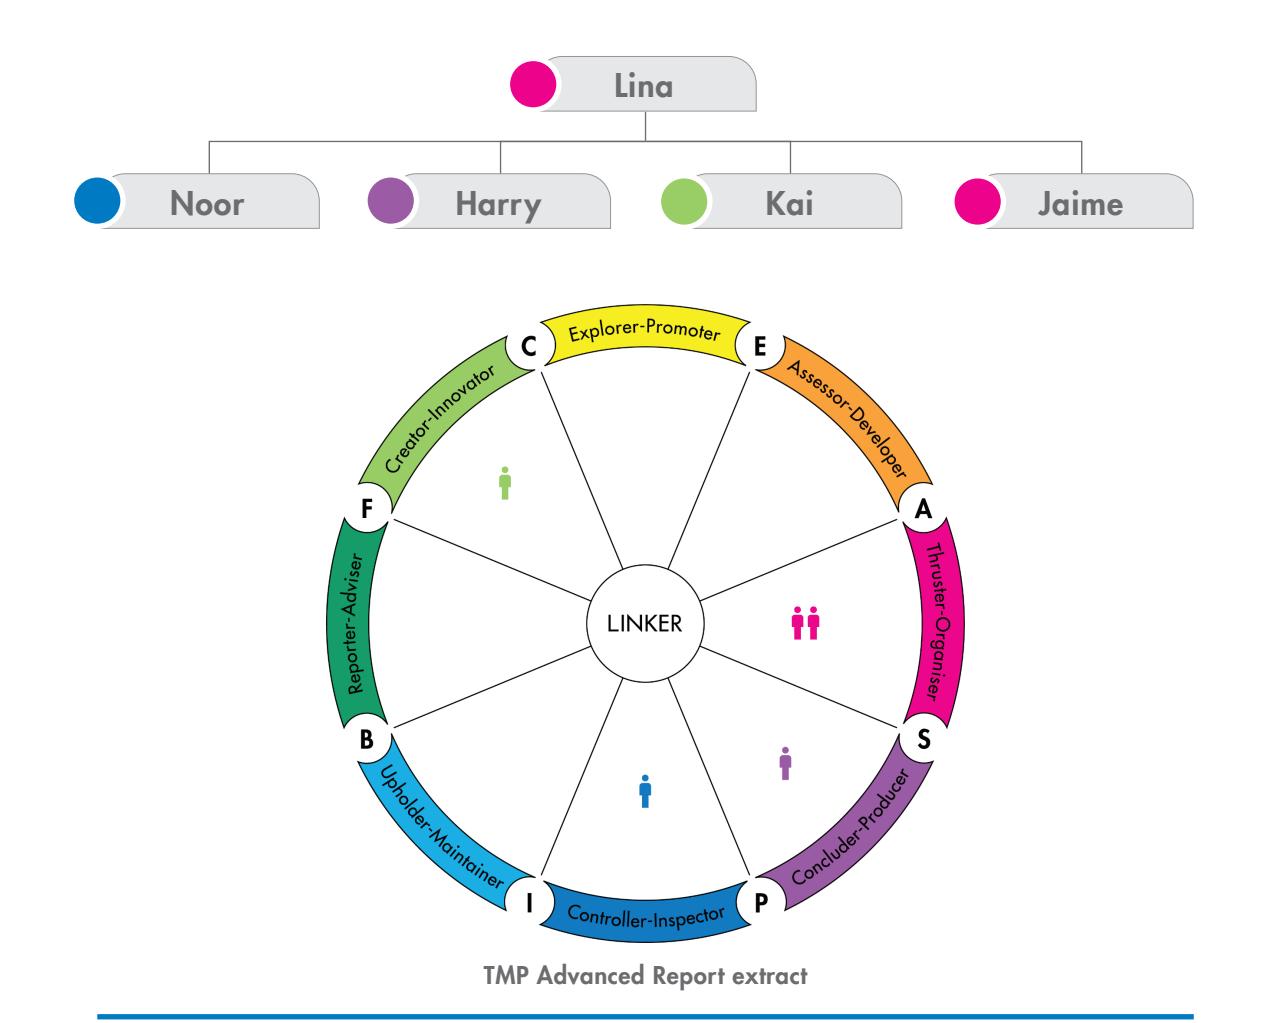 Lina
Noor
Harry
Kai
Jaime
C
Explorer-Promoter
E
Creator-Innovator
Assessor-Developer
F
A
Reporter-Adviser
LINKER
Thruster-Organiser
B
S
Upholder-Maintainer
Concluder-Producer
I
Controller-Inspector
P
TMP Advanced Report extract